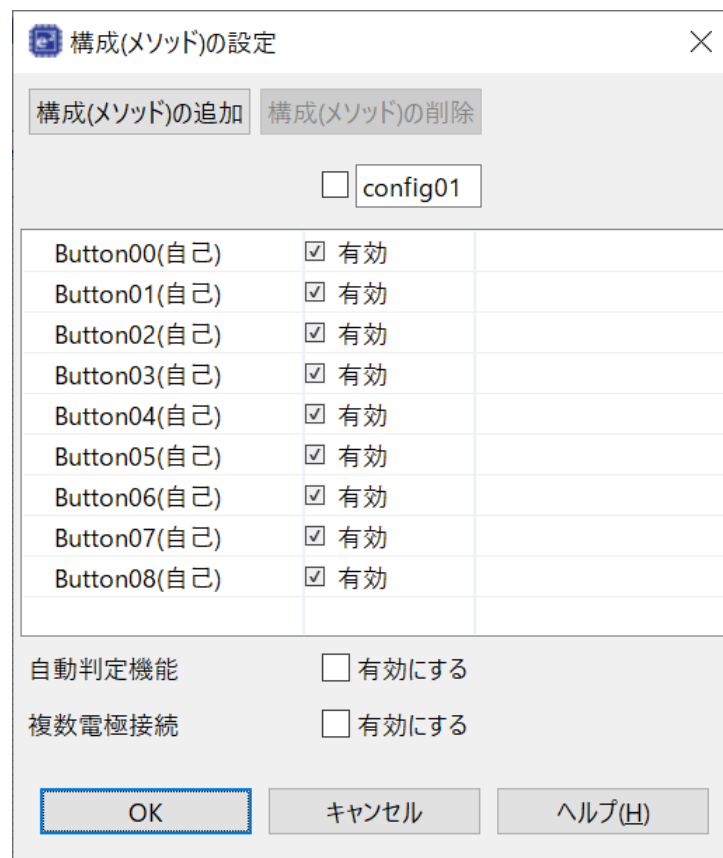 構成(メソッド)の設定
構成(メソッド)の追加 構成(メソッド)の削除
config01
Button00(自己) 有効
Button01(自己) 有効
Button02(自己) 有効
Button03(自己) 有効
Button04(自己) 有効
Button05(自己) 有効
Button06(自己) 有効
Button07(自己) 有効
Button08(自己) 有効
自動判定機能 有効にする
複数電極接続 有効にする
OK キャンセル ヘルプ(H)